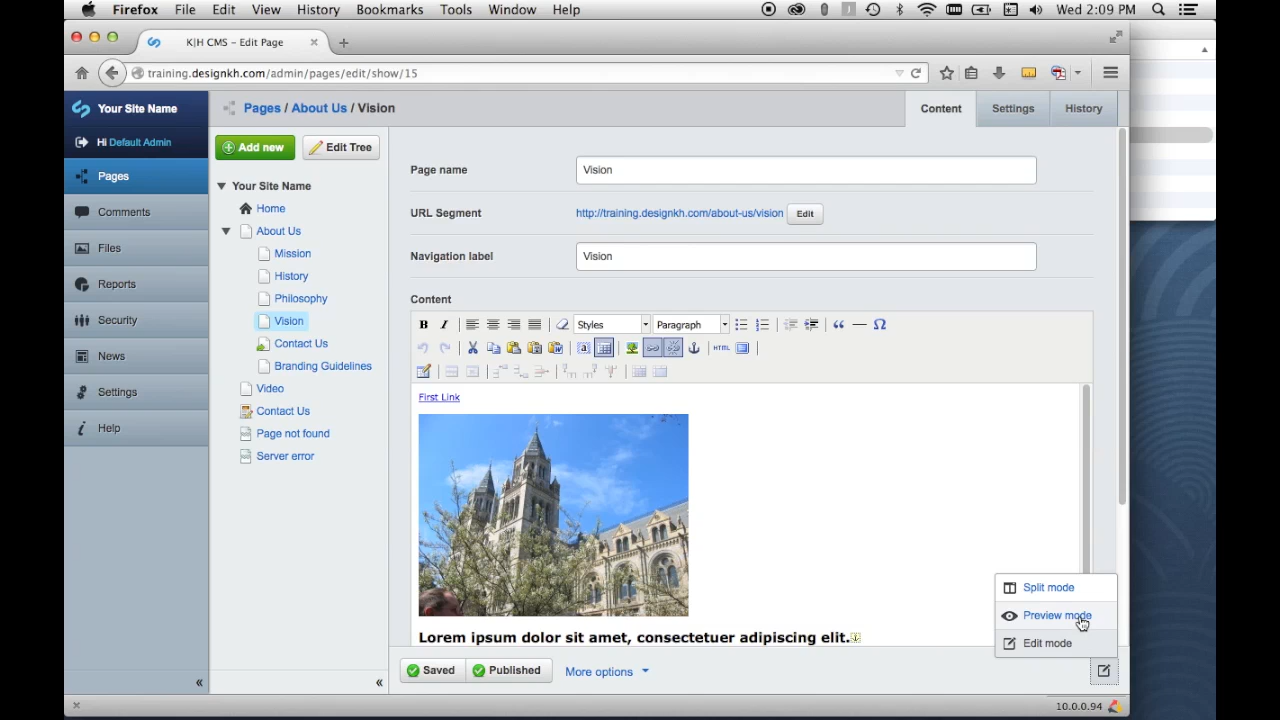 Firefox File Edit View History Bookmarks Tools Window Help Wed 2:09 PM
K|H CMS - Edit Page
training.designkh.com/admin/pages/edit/show/15
Your Site Name
Pages / About Us / Vision
Content Settings History
Hi Default Admin
Add new Edit Tree
Pages
Comments
Files
Reports
Security
News
Settings
Help
Your Site Name
Home
About Us
Mission
History
Philosophy
Vision
Contact Us
Branding Guidelines
Video
Contact Us
Page not found
Server error
Page name Vision
URL Segment http://training.designkh.com/about-us/vision Edit
Navigation label Vision
Content
B I Styles Paragraph
HTML
First Link
Lorem ipsum dolor sit amet, consectetuer adipiscing elit.
Split mode
Preview mode
Edit mode
Saved Published More options
« «
10.0.0.94